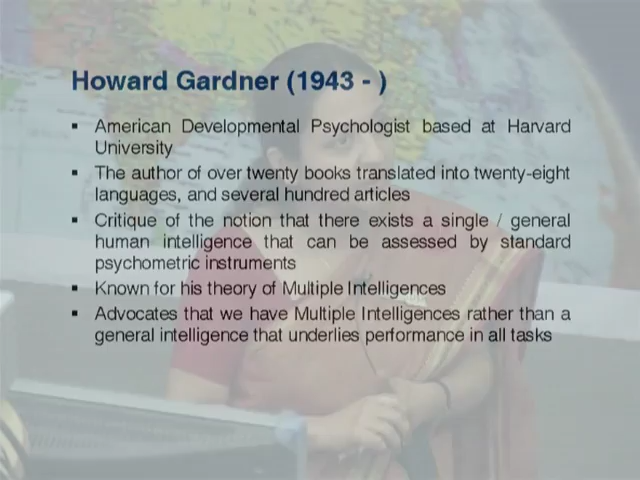 Howard Gardner (1943 - )
▪ American Developmental Psychologist based at Harvard
University
▪ The author of over twenty books translated into twenty-eight
languages, and several hundred articles
▪ Critique of the notion that there exists a single / general
human intelligence that can be assessed by standard
psychometric instruments
▪ Known for his theory of Multiple Intelligences
▪ Advocates that we have Multiple Intelligences rather than a
general intelligence that underlies performance in all tasks